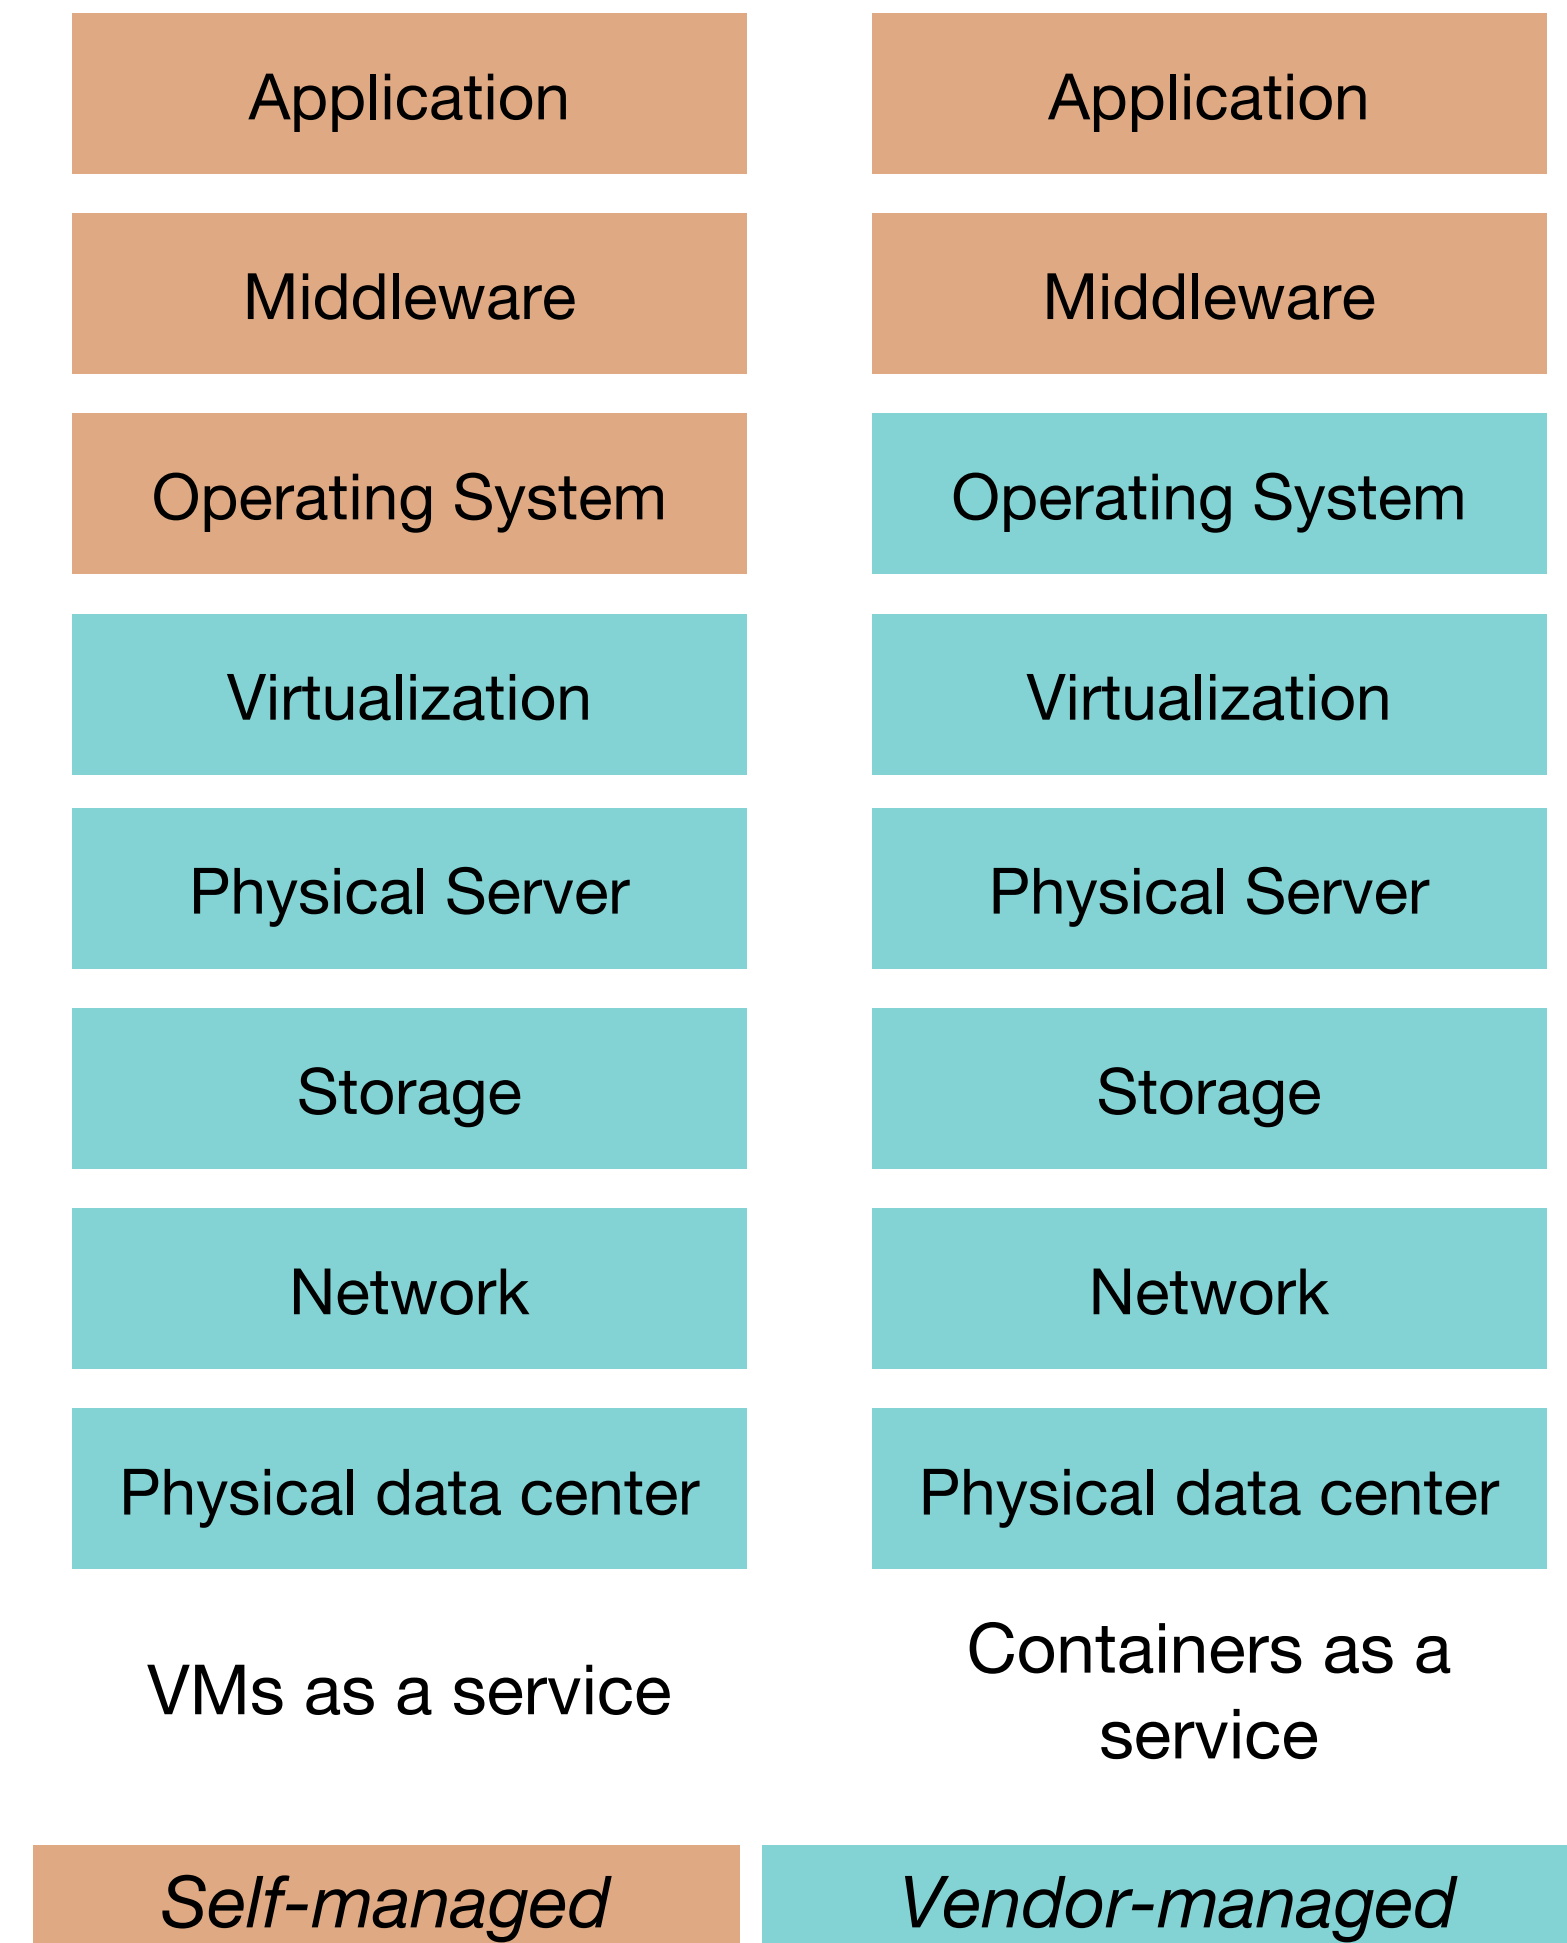 Application
Application
Middleware
Middleware
Operating System
Operating System
Virtualization
Virtualization
Physical Server
Physical Server
Storage
Storage
Network
Network
Physical data center
Physical data center
VMs as a service
Containers as a
service
Self-managed
Vendor-managed